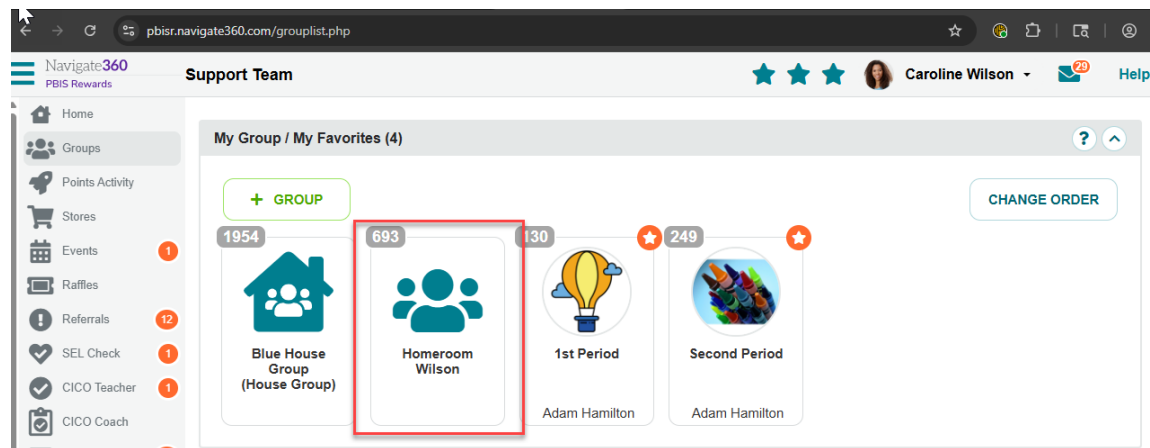 pbisr.navigate360.com/grouplist.php
Navigate360
PBIS Rewards
Support Team
Caroline Wilson
29
Help
Home
Groups
Points Activity
Stores
Events 1
Raffles
Referrals 12
SEL Check 1
CICO Teacher 1
CICO Coach
My Group / My Favorites (4)
?
+ GROUP
CHANGE ORDER
1954
Blue House
Group
(House Group)
693
Homeroom
Wilson
130
1st Period
Adam Hamilton
249
Second Period
Adam Hamilton